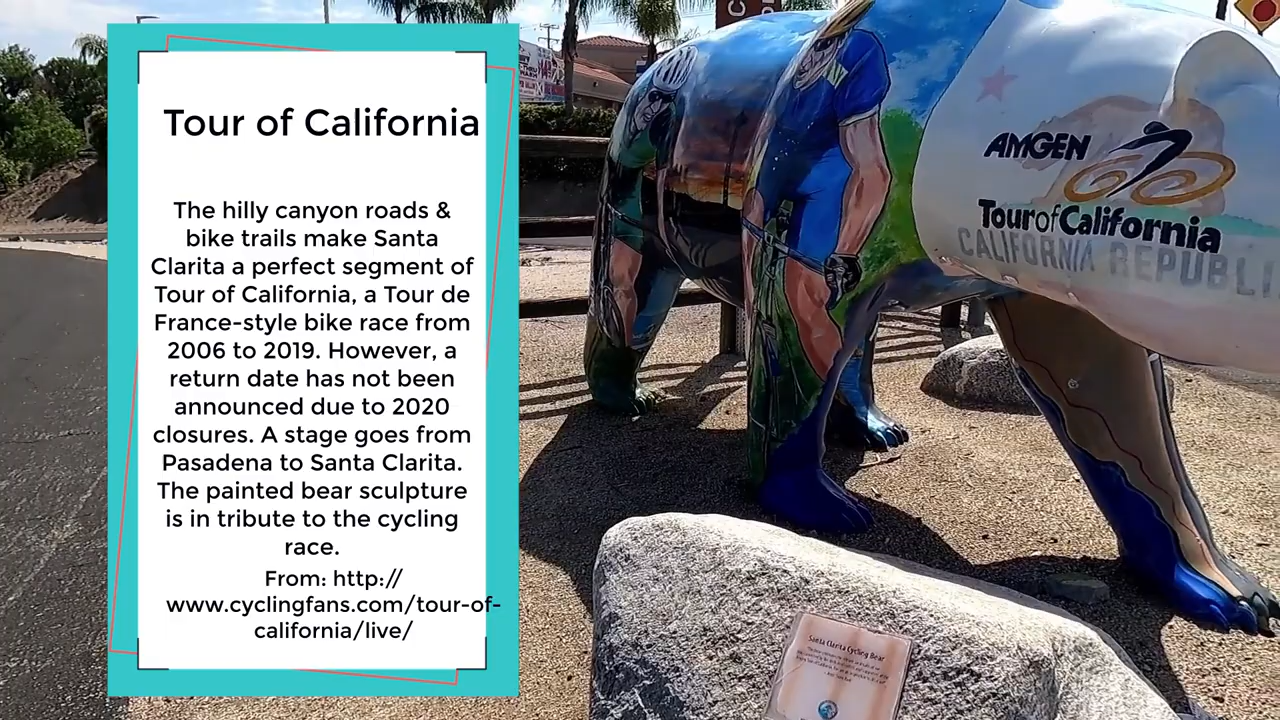 Tour of California
The hilly canyon roads &
bike trails make Santa
Clarita a perfect segment of
Tour of California, a Tour de
France-style bike race from
2006 to 2019. However, a
return date has not been
announced due to 2020
closures. A stage goes from
Pasadena to Santa Clarita.
The painted bear sculpture
is in tribute to the cycling
race.
From: http://
www.cyclingfans.com/tour-of-
california/live/
AMGEN
Tour of California
CALIFORNIA REPUBLI
Santa Clarita Cycling Bear